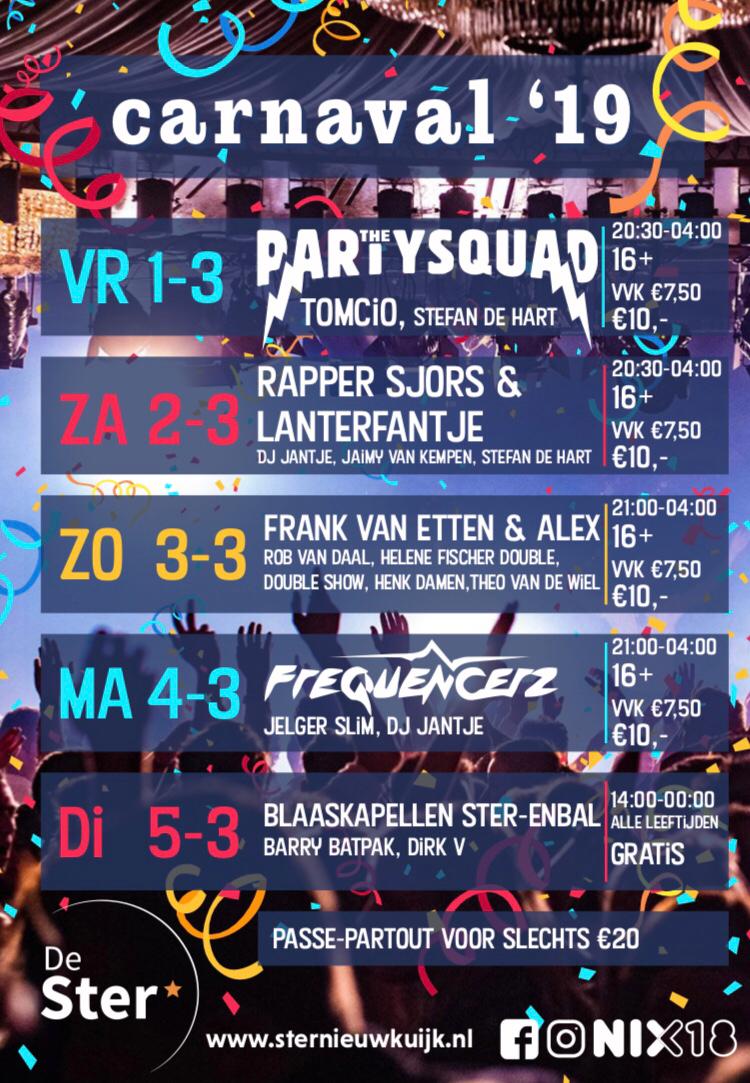 carnaval '19
VR 1-3
THE PARTYSQUAD
TOMCiO, STEFAN DE HART
20:30-04:00
16+
VVK €7,50
€10,-
ZA 2-3
RAPPER SJORS &
LANTERFANTJE
DJ JANTJE, JAIMY VAN KEMPEN, STEFAN DE HART
20:30-04:00
16+
VVK €7,50
€10,-
ZO 3-3
FRANK VAN ETTEN & ALEX
ROB VAN DAAL, HELENE FISCHER DOUBLE,
DOUBLE SHOW, HENK DAMEN,THEO VAN DE WiEL
21:00-04:00
16+
VVK €7,50
€10,-
MA 4-3
FREQUENCERZ
JELGER SLiM, DJ JANTJE
21:00-04:00
16+
VVK €7,50
€10,-
Di 5-3
BLAASKAPELLEN STER-ENBAL
BARRY BATPAK, DiRK V
14:00-00:00
ALLE LEEFTiJDEN
GRATiS
PASSE-PARTOUT VOOR SLECHTS €20
De
Ster
www.sternieuwkuijk.nl
NIX18